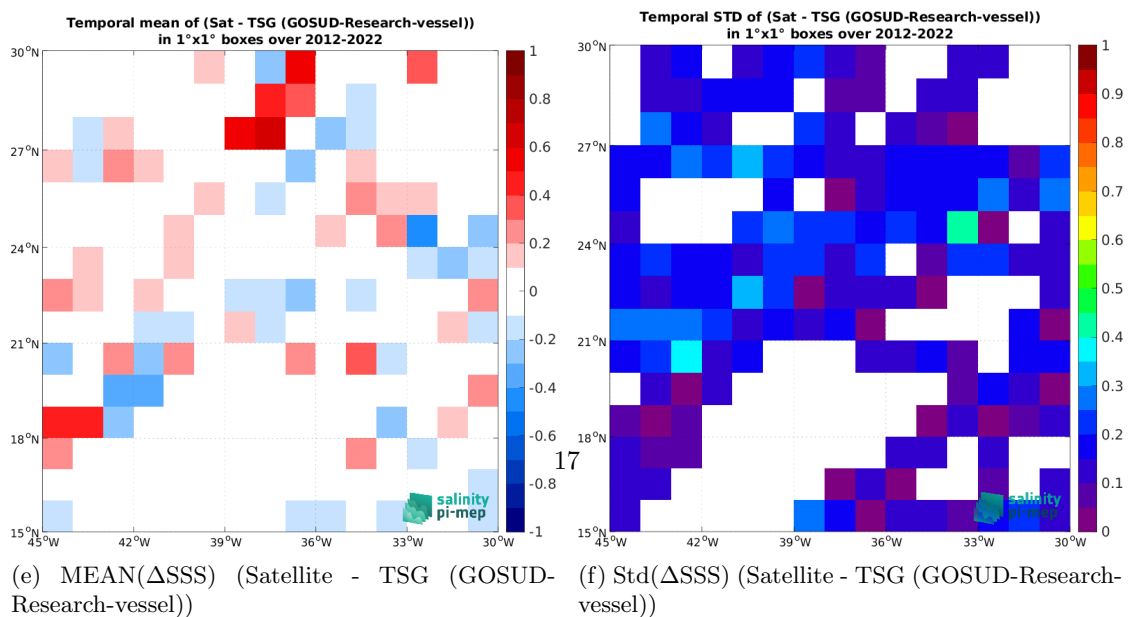 Temporal mean of (Sat - TSG (GOSUD-Research-vessel))
in 1°x1° boxes over 2012-2022
30°N
27°N
24°N
21°N
18°N
15°N
45°W
42°W
39°W
36°W
33°W
30°W
1
0.8
0.6
0.4
0.2
0
-0.2
-0.4
-0.6
-0.8
-1
salinity
pi-mep
Temporal STD of (Sat - TSG (GOSUD-Research-vessel))
in 1°x1° boxes over 2012-2022
30°N
27°N
24°N
21°N
18°N
15°N
45°W
42°W
39°W
36°W
33°W
30°W
1
0.9
0.8
0.7
0.6
0.5
0.4
0.3
0.2
0.1
0
salinity
pi-mep
17
(e) MEAN(ΔSSS) (Satellite - TSG (GOSUD-
Research-vessel))
(f) Std(ΔSSS) (Satellite - TSG (GOSUD-Research-
vessel))